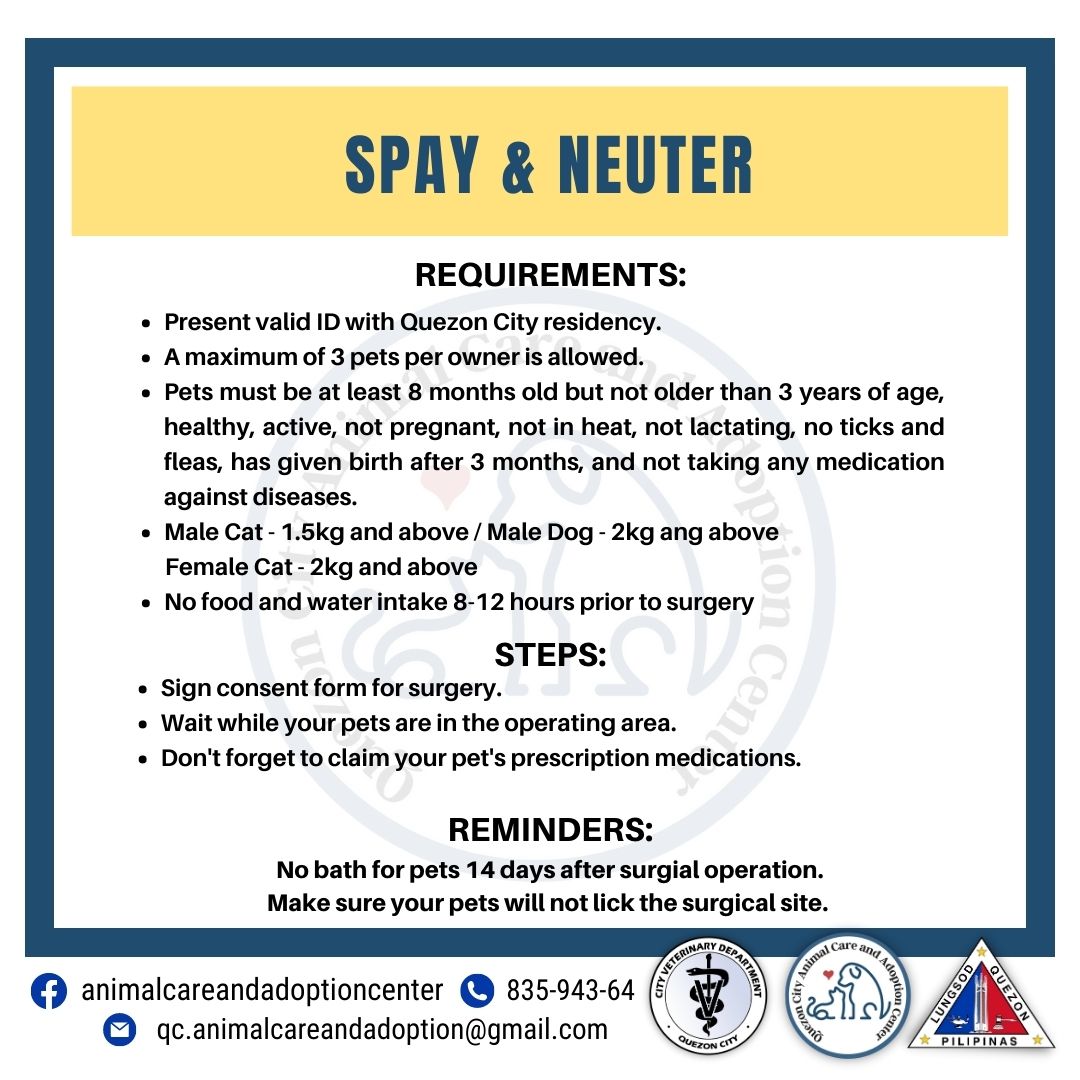 SPAY & NEUTER
REQUIREMENTS:
• Present valid ID with Quezon City residency.
• A maximum of 3 pets per owner is allowed.
• Pets must be at least 8 months old but not older than 3 years of age,
healthy, active, not pregnant, not in heat, not lactating, no ticks and
fleas, has given birth after 3 months, and not taking any medication
against diseases.
• Male Cat - 1.5kg and above / Male Dog - 2kg ang above
Female Cat - 2kg and above
• No food and water intake 8-12 hours prior to surgery
STEPS:
• Sign consent form for surgery.
• Wait while your pets are in the operating area.
• Don't forget to claim your pet's prescription medications.
REMINDERS:
No bath for pets 14 days after surgial operation.
Make sure your pets will not lick the surgical site.
Quezon City Animal Care and Adoption Center
animalcareandadoptioncenter 835-943-64
qc.animalcareandadoption@gmail.com
CITY VETERINARY DEPARTMENT
• QUEZON CITY •
Quezon City Animal Care and Adoption Center
LUNGSOD QUEZON
PILIPINAS